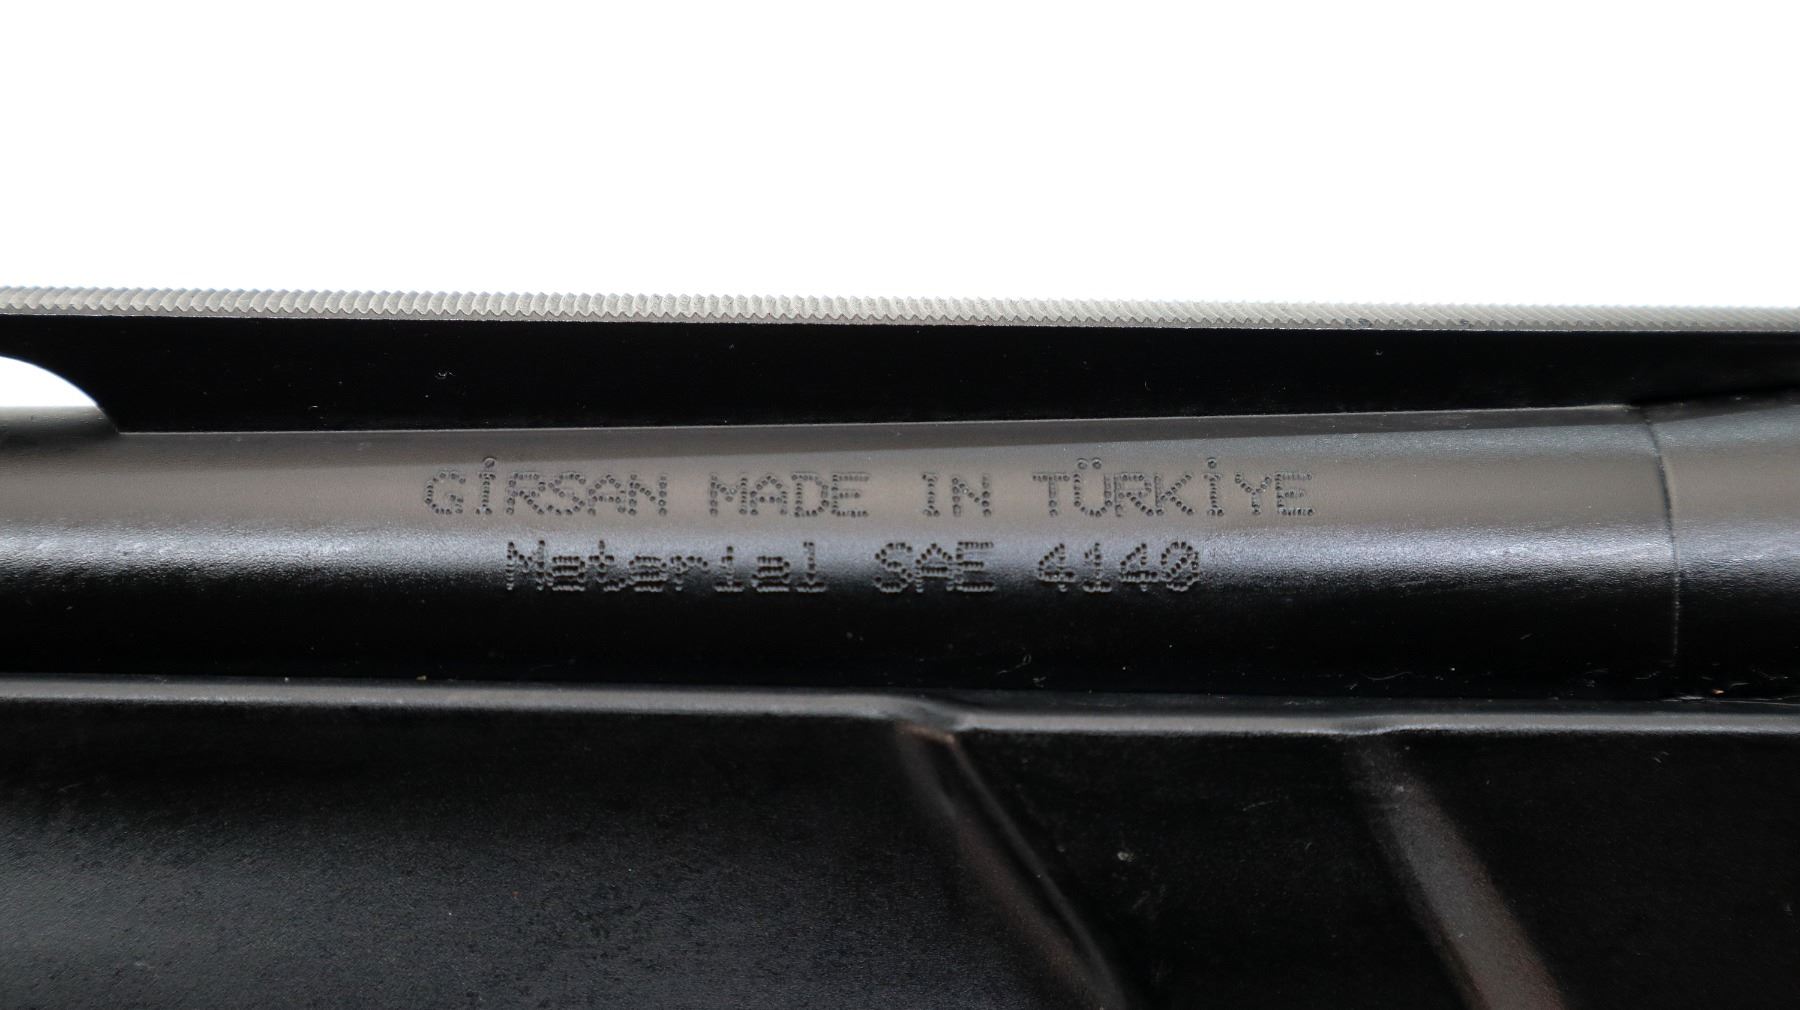 GİRSAN MADE IN TÜRKİYE
Material SAE 4140